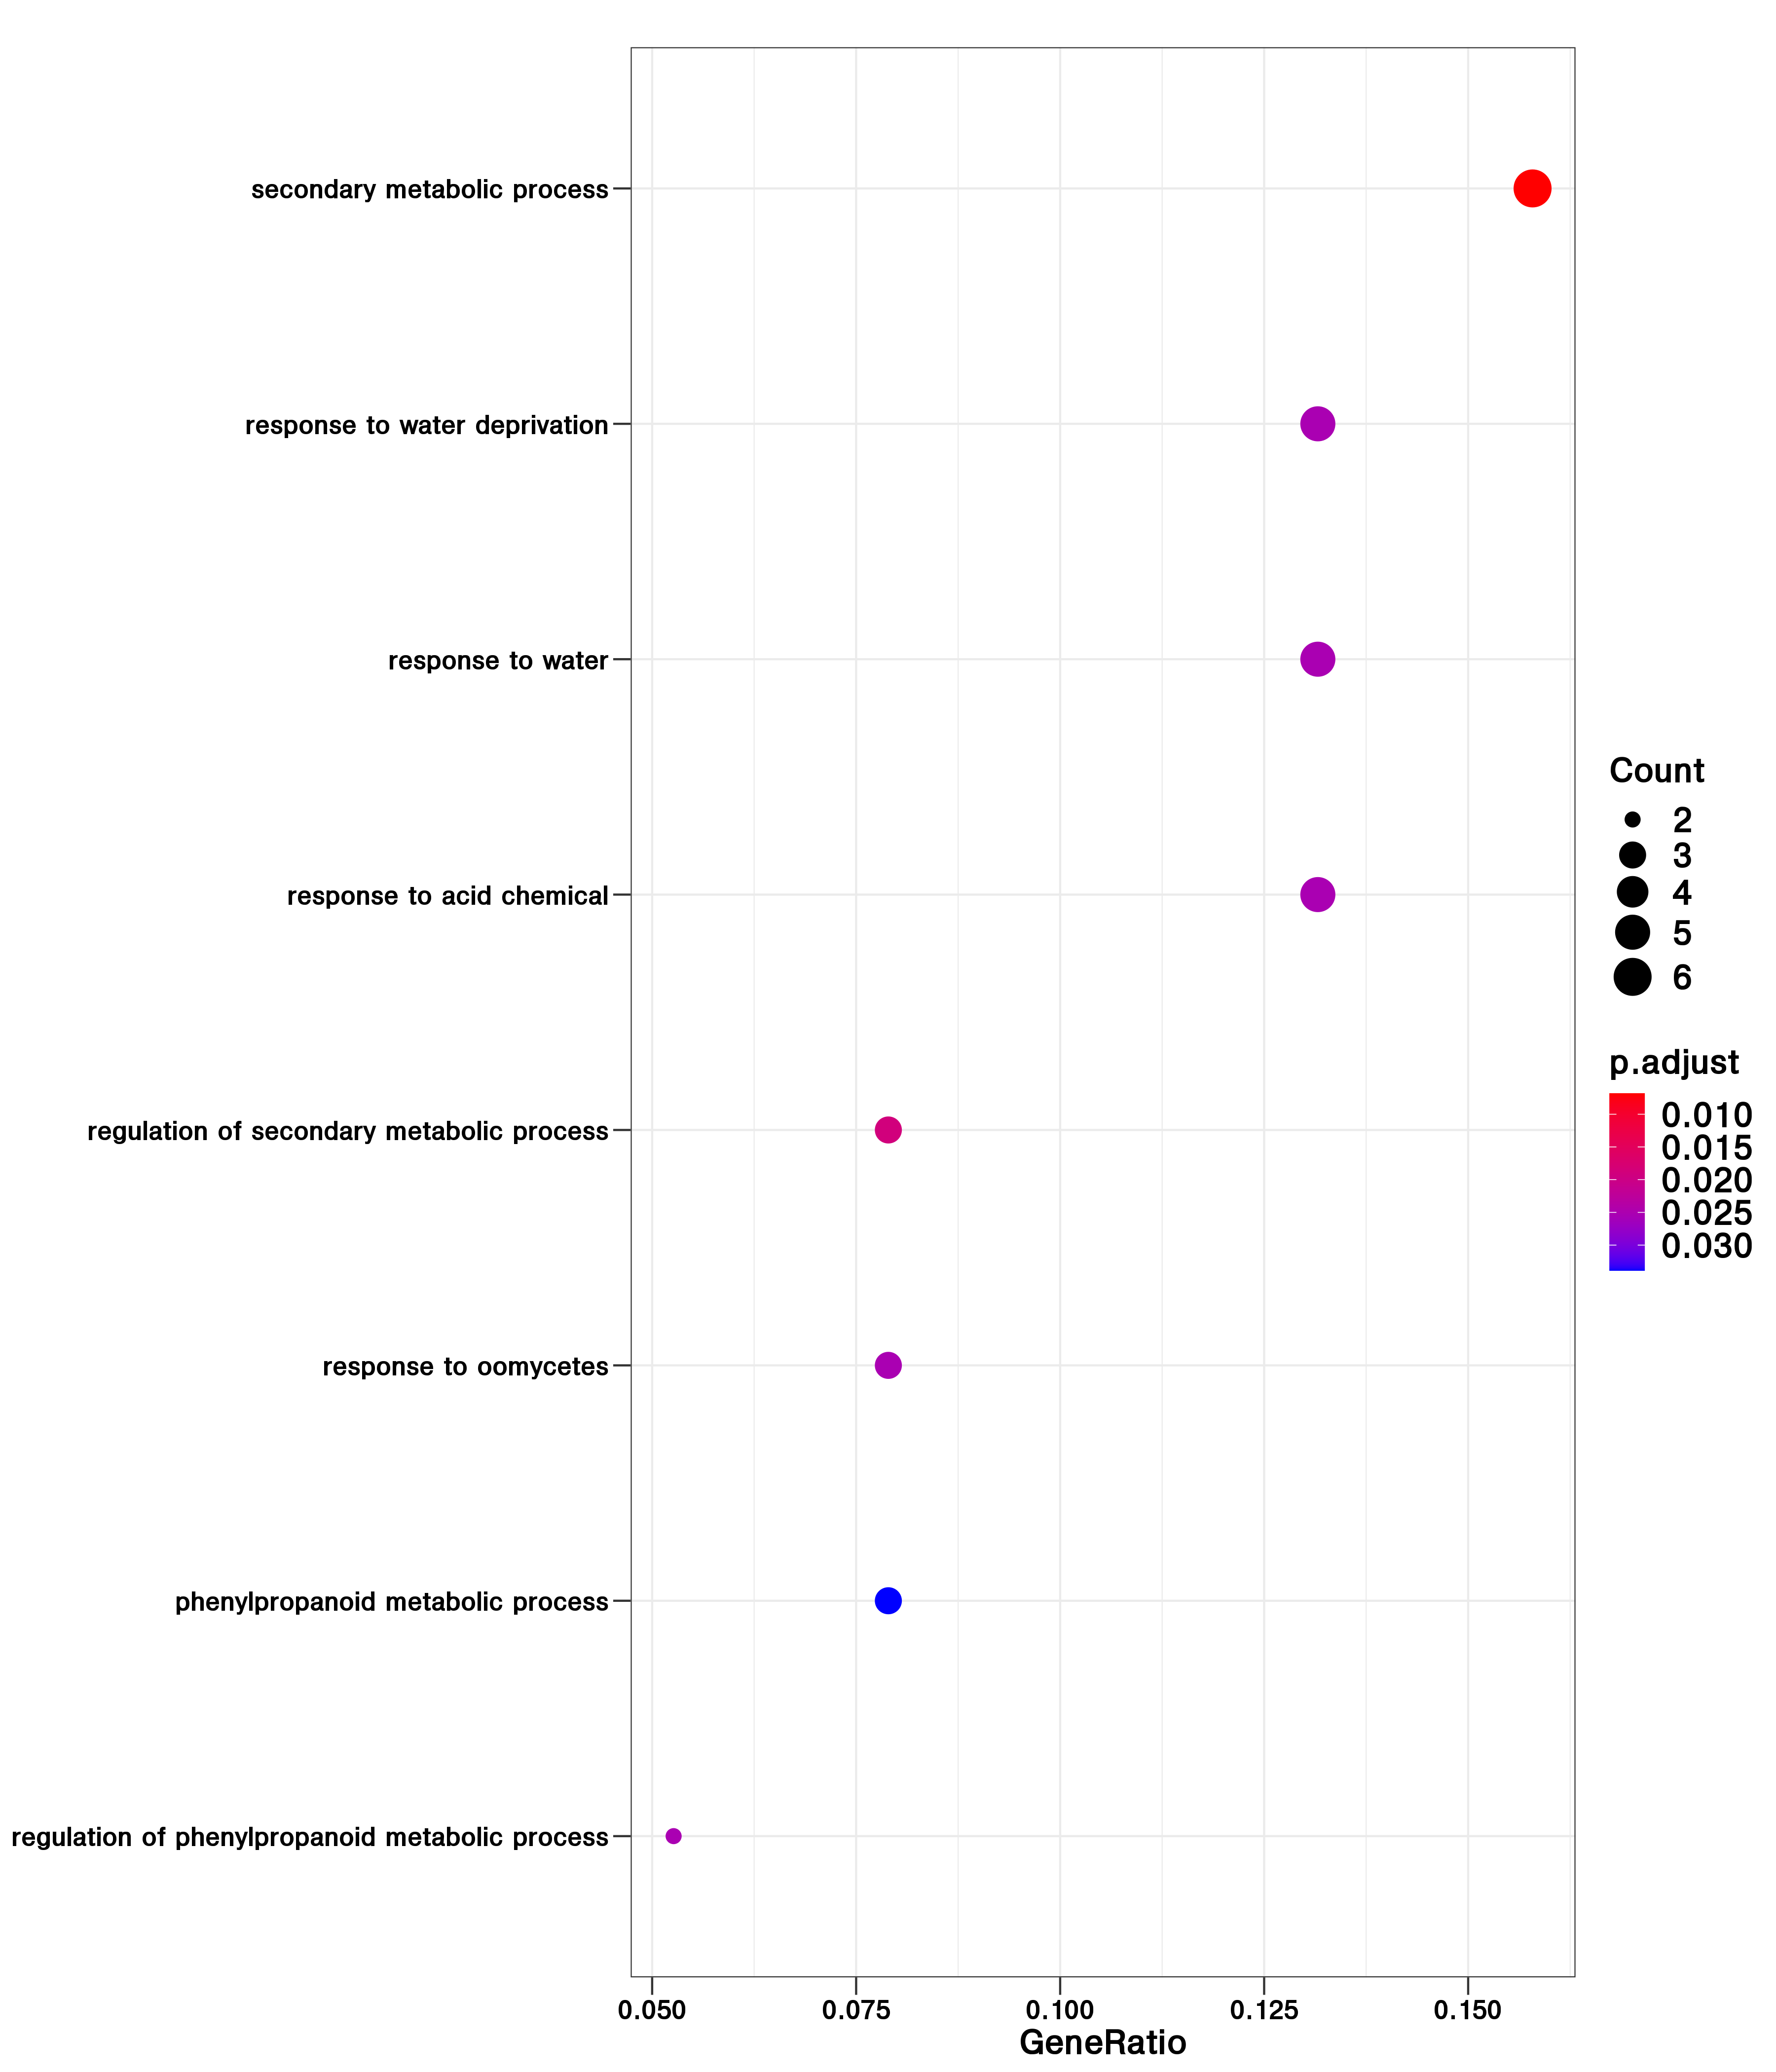 secondary metabolic process
response to water deprivation
response to water
response to acid chemical
regulation of secondary metabolic process
response to oomycetes
phenylpropanoid metabolic process
regulation of phenylpropanoid metabolic process
0.050 0.075 0.100 0.125 0.150
GeneRatio
Count
2
3
4
5
6
p.adjust
0.010
0.015
0.020
0.025
0.030